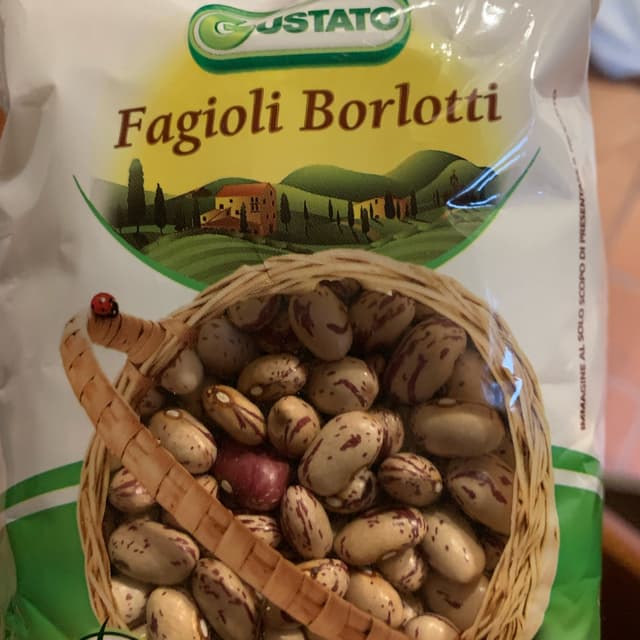 GUSTATO
Fagioli Borlotti
IMMAGINE AL SOLO SCOPO DI PRESENTAZIONE